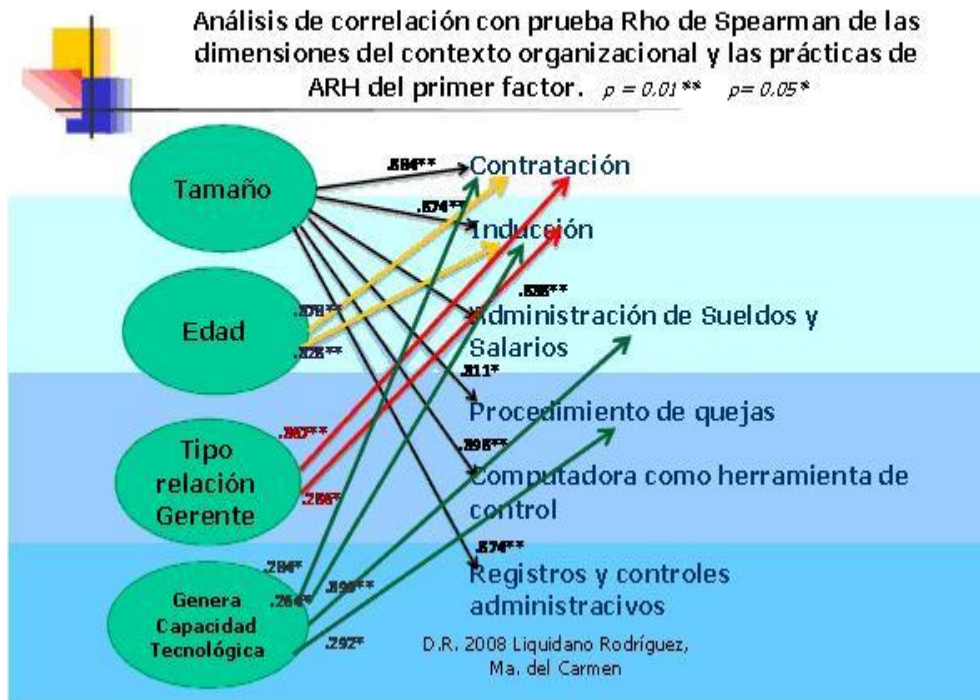 Análisis de correlación con prueba Rho de Spearman de las
dimensiones del contexto organizacional y las prácticas de
ARH del primer factor. p = 0.01** p= 0.05*
Tamaño
Contratación
Inducción
Edad
Administración de Sueldos y
Salarios
Procedimiento de quejas
Tipo
relación
Gerente
Computadora como herramienta de
control
.284*
.264*
Registros y controles
administracivos
Genera
Capacidad
Tecnológica
.292*
D.R. 2008 Liquidano Rodríguez,
Ma. del Carmen